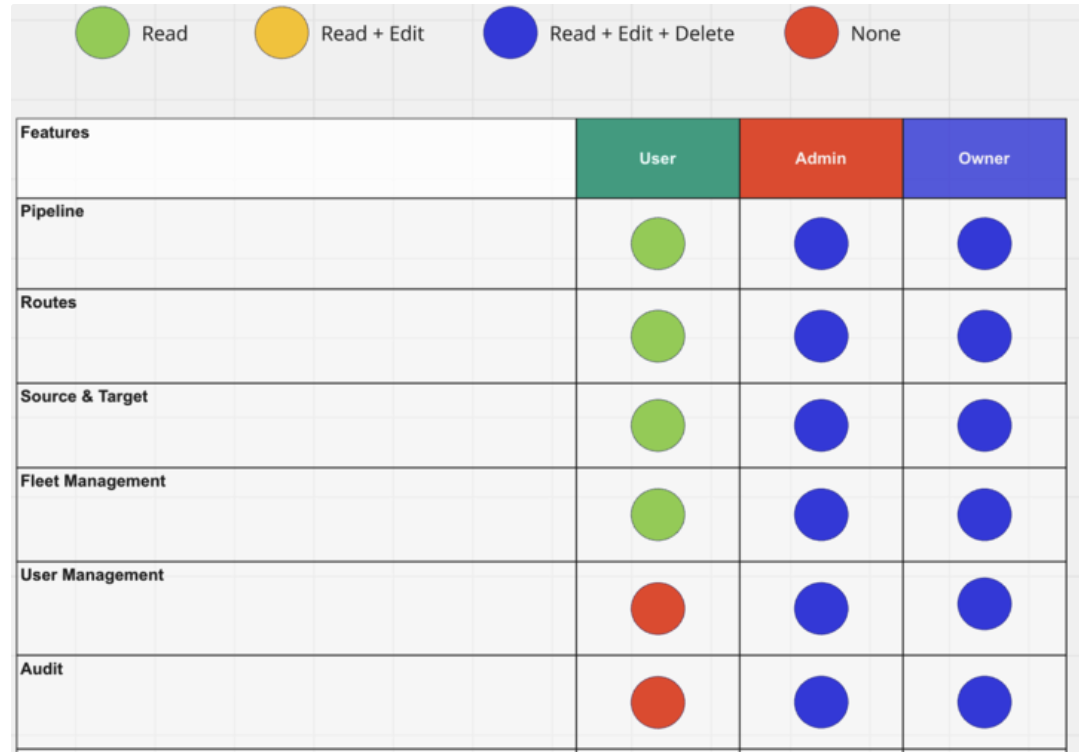 Read
Read + Edit
Read + Edit + Delete
None
Features
User
Admin
Owner
Pipeline
Routes
Source & Target
Fleet Management
User Management
Audit